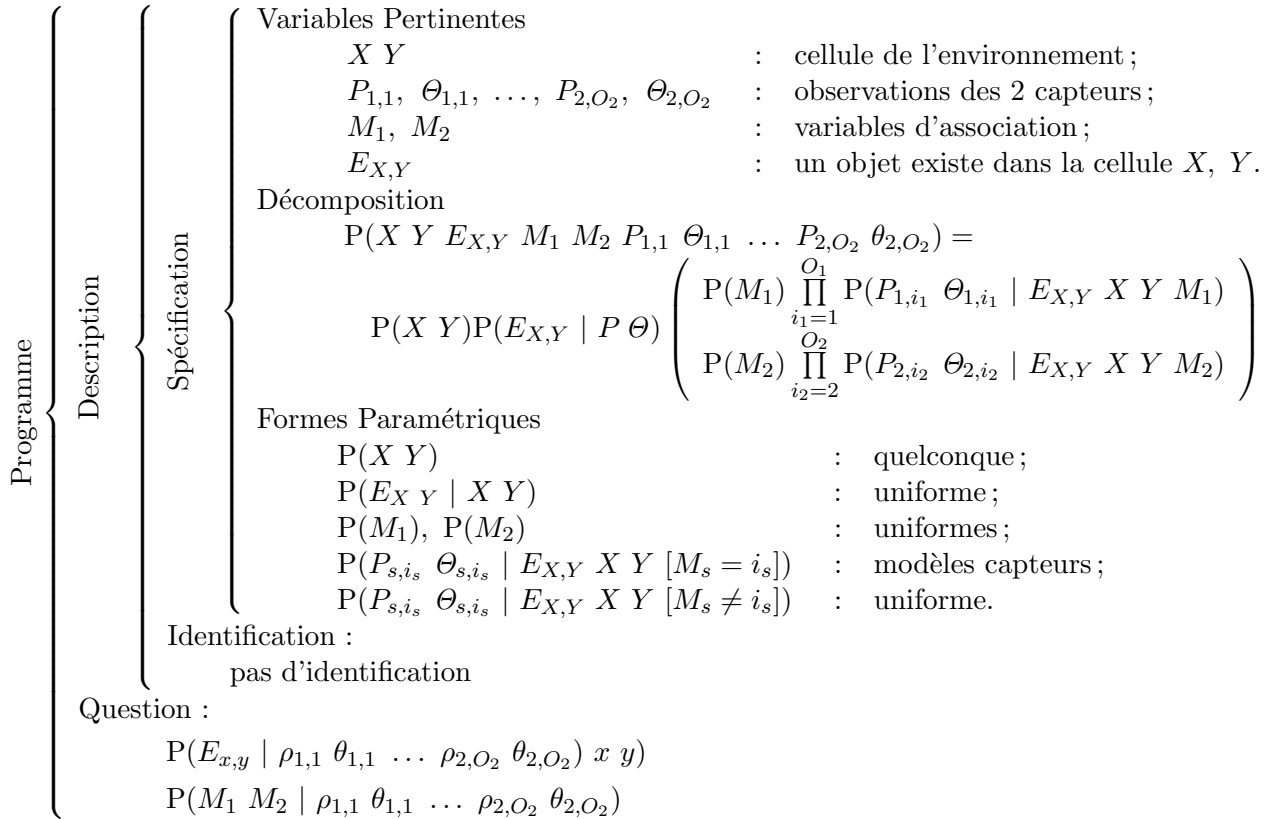 Programme
Description
Spécification
Variables Pertinentes
X Y : cellule de l'environnement ;
P_{1,1}, Θ_{1,1}, …, P_{2,O_2}, Θ_{2,O_2} : observations des 2 capteurs ;
M_1, M_2 : variables d'association ;
E_{X,Y} : un objet existe dans la cellule X, Y.
Décomposition
P(X Y E_{X,Y} M_1 M_2 P_{1,1} Θ_{1,1} … P_{2,O_2} θ_{2,O_2}) =
P(X Y)P(E_{X,Y} | P Θ) ( P(M_1) ∏_{i_1=1}^{O_1} P(P_{1,i_1} Θ_{1,i_1} | E_{X,Y} X Y M_1)
P(M_2) ∏_{i_2=2}^{O_2} P(P_{2,i_2} Θ_{2,i_2} | E_{X,Y} X Y M_2) )
Formes Paramétriques
P(X Y) : quelconque ;
P(E_{X Y} | X Y) : uniforme ;
P(M_1), P(M_2) : uniformes ;
P(P_{s,i_s} Θ_{s,i_s} | E_{X,Y} X Y [M_s = i_s]) : modèles capteurs ;
P(P_{s,i_s} Θ_{s,i_s} | E_{X,Y} X Y [M_s ≠ i_s]) : uniforme.
Identification :
pas d'identification
Question :
P(E_{x,y} | ρ_{1,1} θ_{1,1} … ρ_{2,O_2} θ_{2,O_2}) x y)
P(M_1 M_2 | ρ_{1,1} θ_{1,1} … ρ_{2,O_2} θ_{2,O_2})